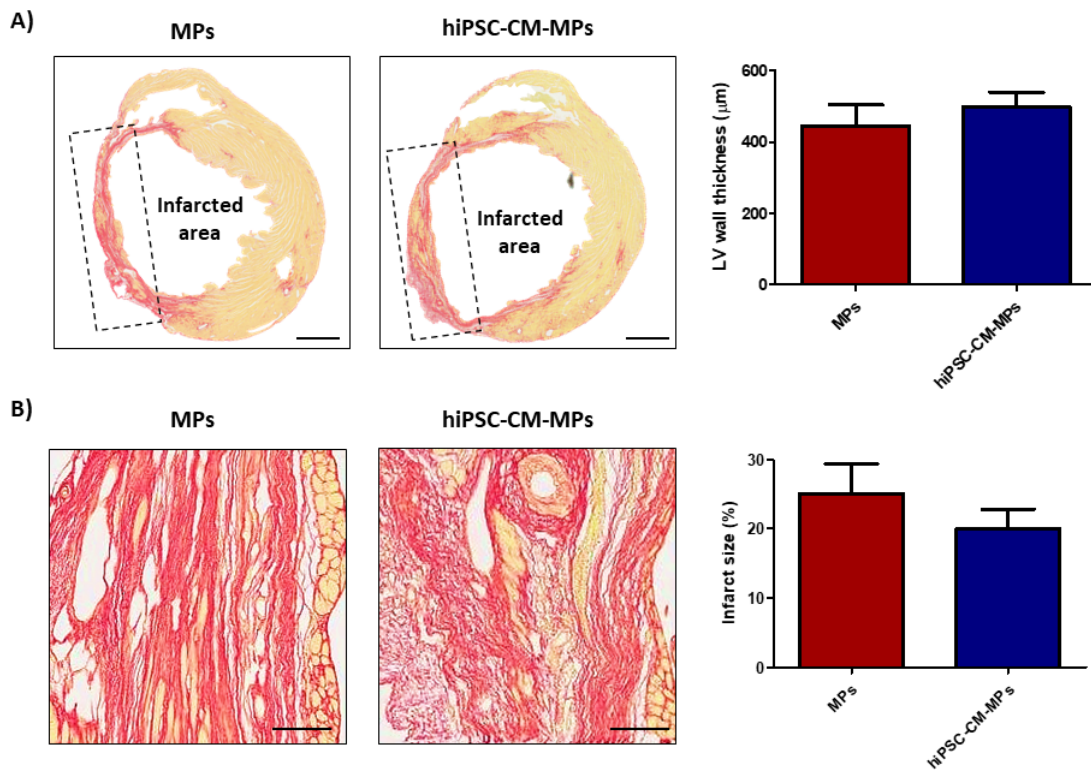 A)
MPs
hiPSC-CM-MPs
Infarcted
area
Infarcted
area
LV wall thickness (μm)
600
400
200
0
MPs
hiPSC-CM-MPs
B)
MPs
hiPSC-CM-MPs
Infarct size (%)
30
20
10
0
MPs
hiPSC-CM-MPs